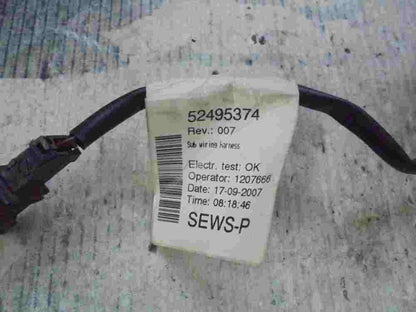 52495374
Rev.: 007
Sub wiring harness
Electr. test: OK
Operator: 1207666
Date: 17-09-2007
Time: 08:18:46
SEWS-P